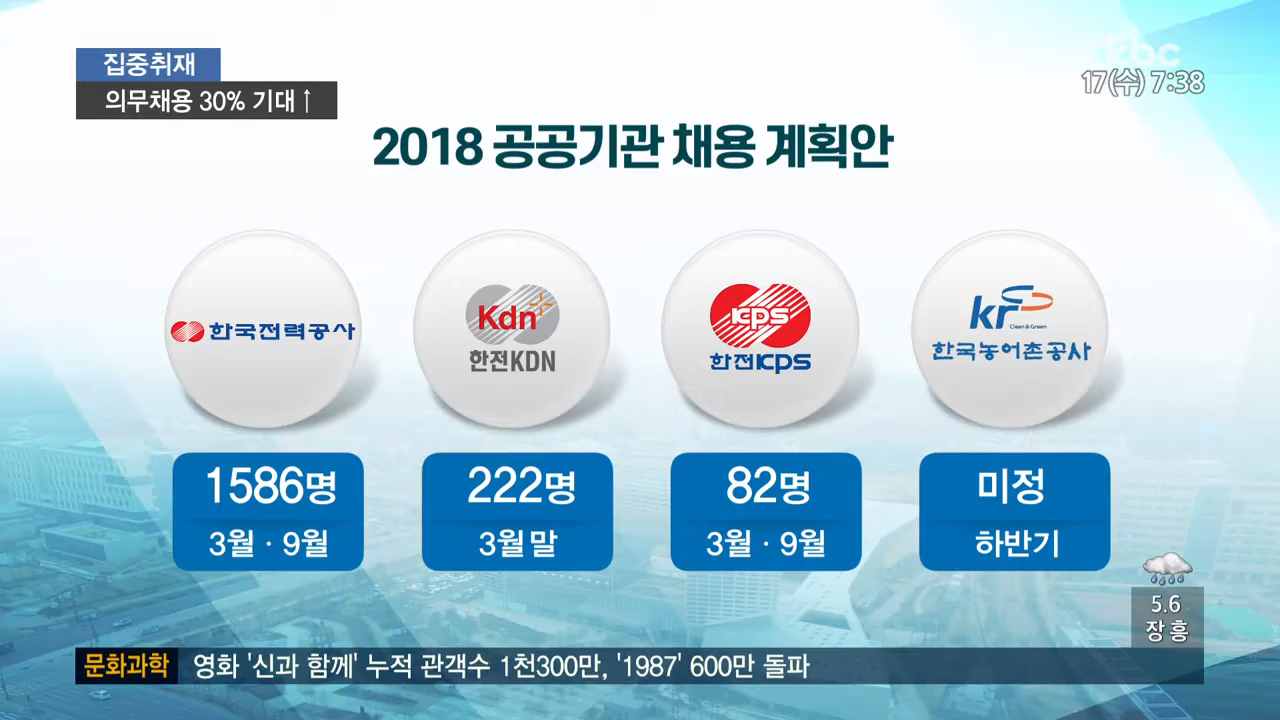 집중취재
의무채용 30% 기대↑
kbc
17(수) 7:38
2018 공공기관 채용 계획안
한국전력공사
Kdn
한전KDN
KPS
한전KPS
kr
Clean & Green
한국농어촌공사
1586명
3월·9월
222명
3월 말
82명
3월·9월
미정
하반기
5.6
장흥
문화과학 영화 '신과 함께' 누적 관객수 1천300만, '1987' 600만 돌파